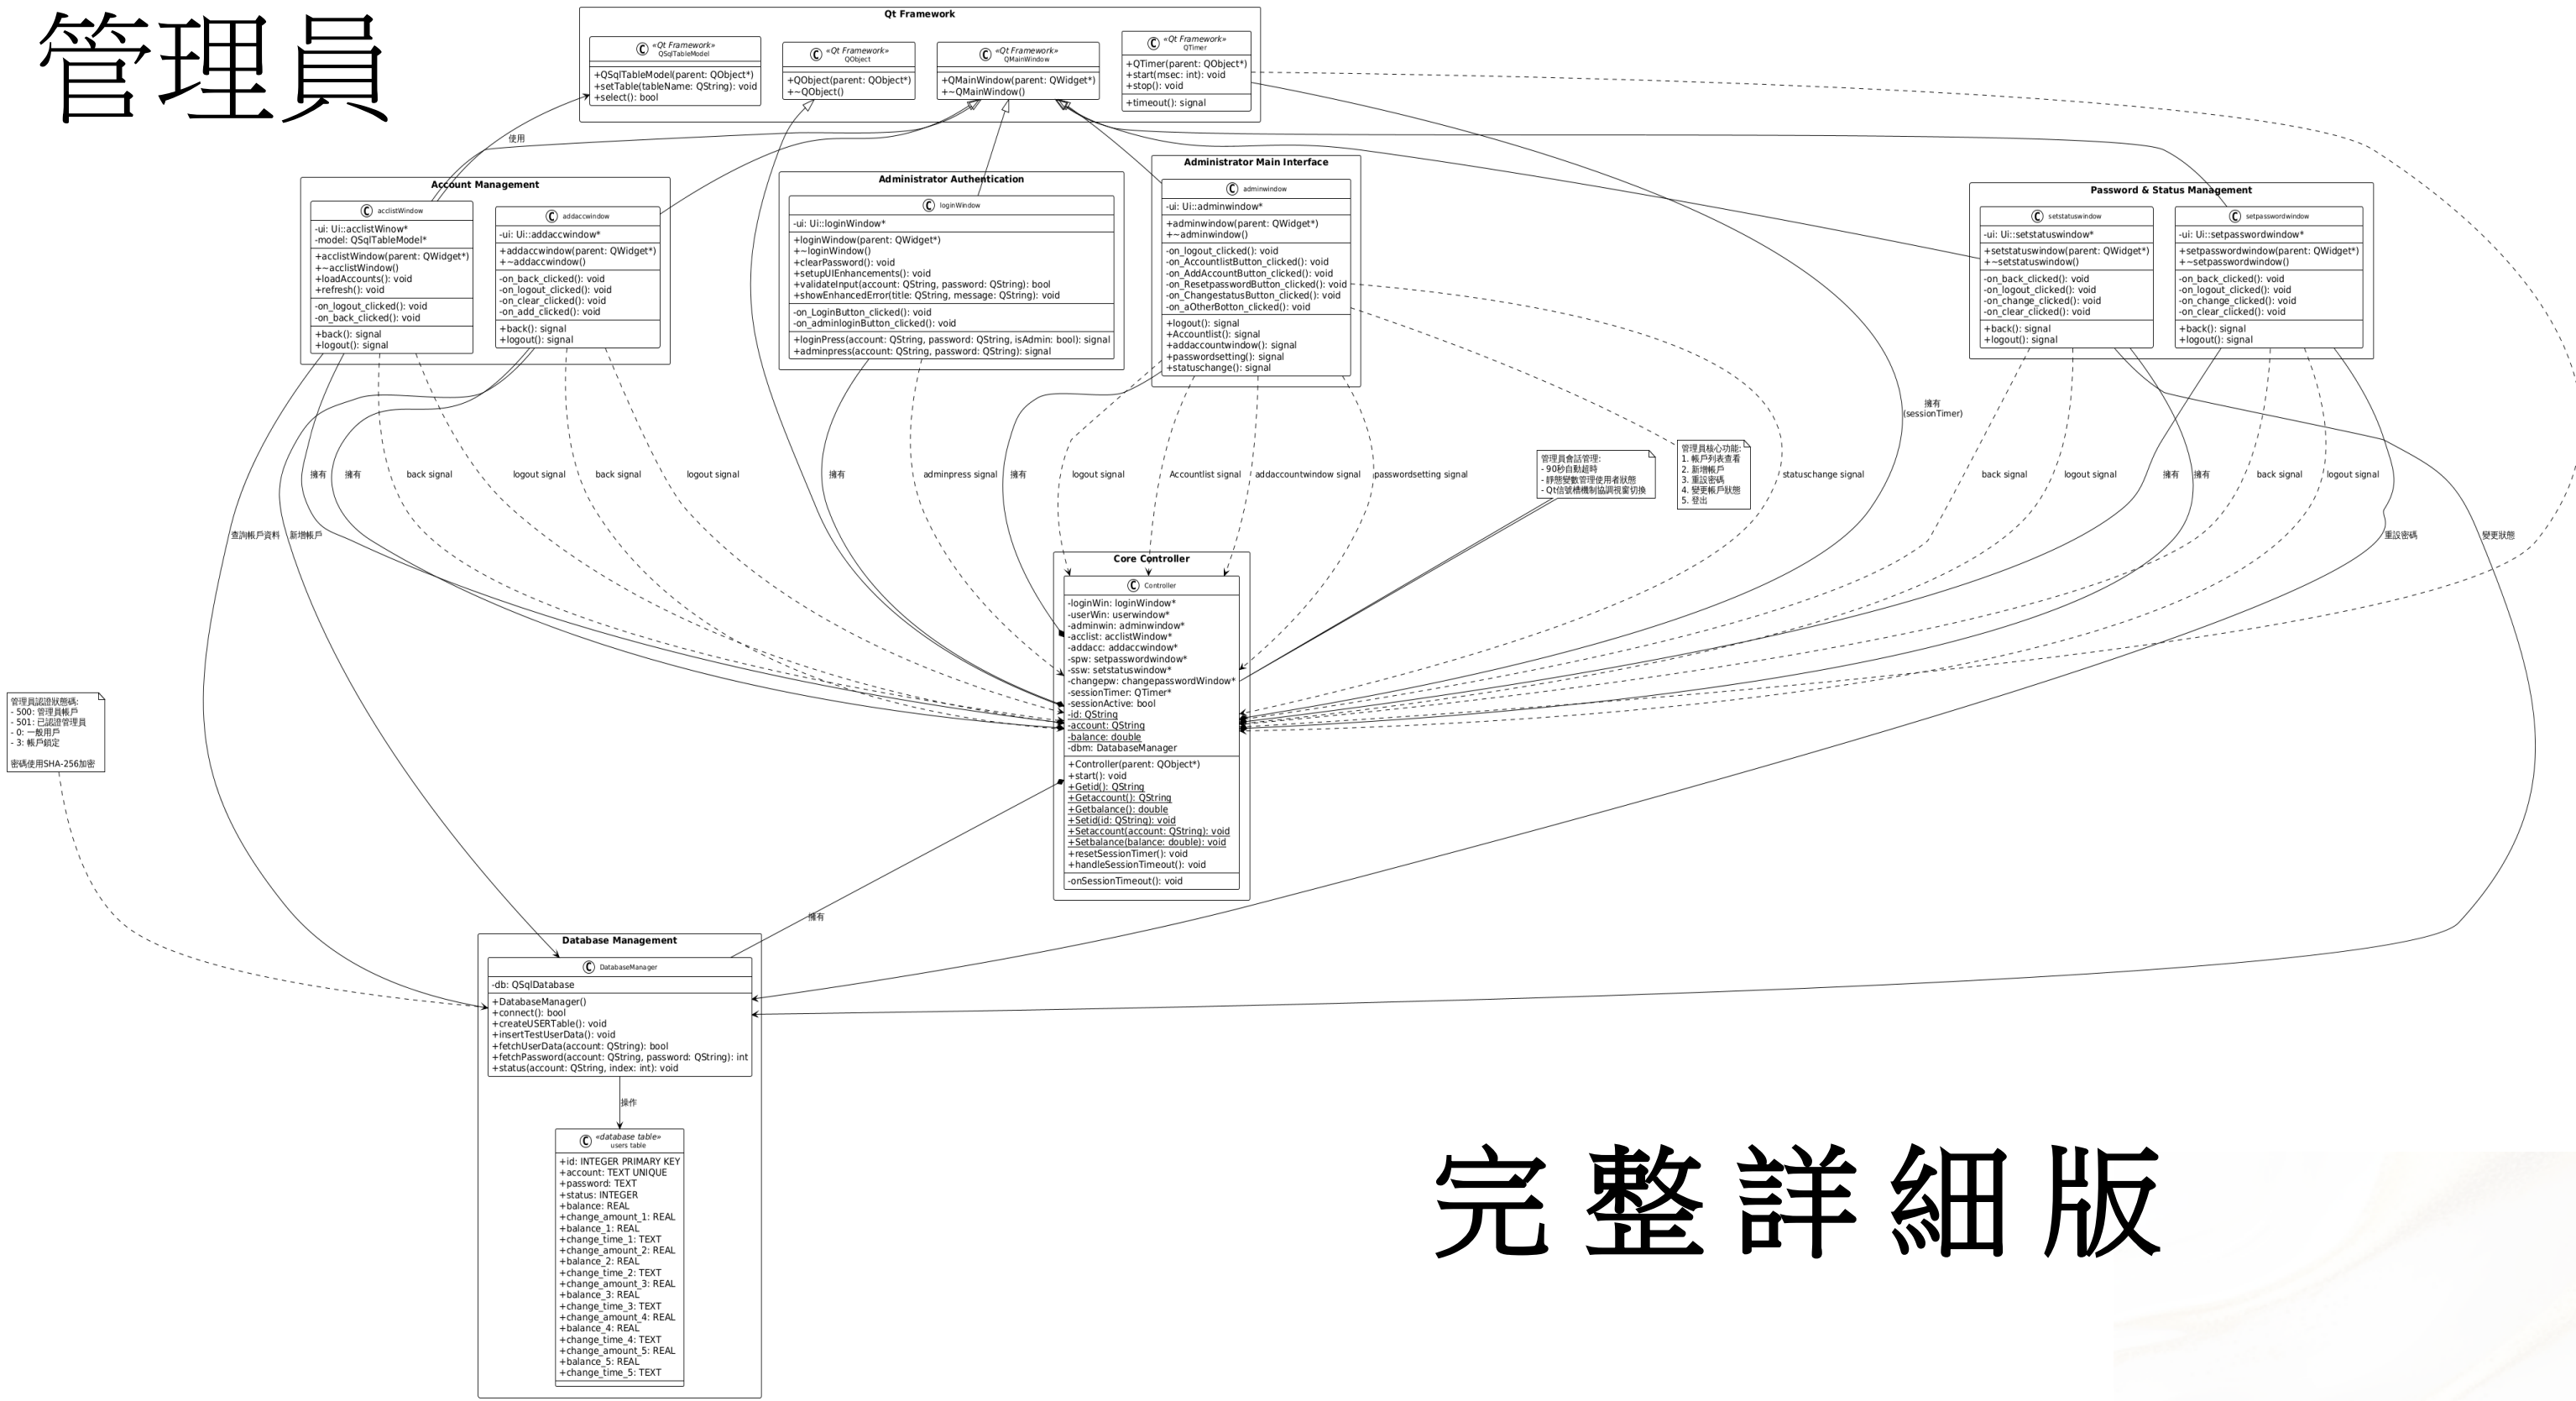 管理員
Qt Framework
«Qt Framework»
QSqlTableModel
+QSqlTableModel(parent: QObject*)
+setTable(tableName: QString): void
+select(): bool
«Qt Framework»
QObject
+QObject(parent: QObject*)
+~QObject()
«Qt Framework»
QMainWindow
+QMainWindow(parent: QWidget*)
+~QMainWindow()
«Qt Framework»
QTimer
+QTimer(parent: QObject*)
+start(msec: int): void
+stop(): void
+timeout(): signal
使用
Account Management
acclistWindow
-ui: Ui::acclistWinow*
-model: QSqlTableModel*
+acclistWindow(parent: QWidget*)
+~acclistWindow()
+loadAccounts(): void
+refresh(): void
-on_logout_clicked(): void
-on_back_clicked(): void
+back(): signal
+logout(): signal
addaccwindow
-ui: Ui::addaccwindow*
+addaccwindow(parent: QWidget*)
+~addaccwindow()
-on_back_clicked(): void
-on_logout_clicked(): void
-on_clear_clicked(): void
-on_add_clicked(): void
+back(): signal
+logout(): signal
Administrator Authentication
loginWindow
-ui: Ui::loginWindow*
+loginWindow(parent: QWidget*)
+~loginWindow()
+clearPassword(): void
+setupUIEnhancements(): void
+validateInput(account: QString, password: QString): bool
+showEnhancedError(title: QString, message: QString): void
-on_LoginButton_clicked(): void
-on_adminloginButton_clicked(): void
+loginPress(account: QString, password: QString, isAdmin: bool): signal
+adminpress(account: QString, password: QString): signal
Administrator Main Interface
adminwindow
-ui: Ui::adminwindow*
+adminwindow(parent: QWidget*)
+~adminwindow()
-on_logout_clicked(): void
-on_AccountlistButton_clicked(): void
-on_AddAccountButton_clicked(): void
-on_ResetpasswordButton_clicked(): void
-on_ChangestatusButton_clicked(): void
-on_aOtherBotton_clicked(): void
+logout(): signal
+Accountlist(): signal
+addaccountwindow(): signal
+passwordsetting(): signal
+statuschange(): signal
Password & Status Management
setstatuswindow
-ui: Ui::setstatuswindow*
+setstatuswindow(parent: QWidget*)
+~setstatuswindow()
-on_back_clicked(): void
-on_logout_clicked(): void
-on_change_clicked(): void
-on_clear_clicked(): void
+back(): signal
+logout(): signal
setpasswordwindow
-ui: Ui::setpasswordwindow*
+setpasswordwindow(parent: QWidget*)
+~setpasswordwindow()
-on_back_clicked(): void
-on_logout_clicked(): void
-on_change_clicked(): void
-on_clear_clicked(): void
+back(): signal
+logout(): signal
擁有
(sessionTimer)
擁有
擁有
back signal
logout signal
back signal
logout signal
擁有
adminpress signal
擁有
logout signal
Accountlist signal
addaccountwindow signal
passwordsetting signal
管理員會話管理:
- 90秒自動超時
- 靜態變數管理使用者狀態
- Qt信號槽機制協調視窗切換
管理員核心功能:
1. 帳戶列表查看
2. 新增帳戶
3. 重設密碼
4. 變更帳戶狀態
5. 登出
statuschange signal
back signal
logout signal
擁有
擁有
back signal
logout signal
查詢帳戶資料
新增帳戶
重設密碼
變更狀態
Core Controller
Controller
-loginWin: loginWindow*
-userWin: userwindow*
-adminwin: adminwindow*
-acclist: acclistWindow*
-addacc: addaccwindow*
-spw: setpasswordwindow*
-ssw: setstatuswindow*
-changepw: changepasswordWindow*
-sessionTimer: QTimer*
-sessionActive: bool
-id: QString
-account: QString
-balance: double
-dbm: DatabaseManager
+Controller(parent: QObject*)
+start(): void
+Getid(): QString
+Getaccount(): QString
+Getbalance(): double
+Setid(id: QString): void
+Setaccount(account: QString): void
+Setbalance(balance: double): void
+resetSessionTimer(): void
+handleSessionTimeout(): void
-onSessionTimeout(): void
管理員認證狀態碼:
- 500: 管理員帳戶
- 501: 已認證管理員
- 0: 一般用戶
- 3: 帳戶鎖定
密碼使用SHA-256加密
擁有
Database Management
DatabaseManager
-db: QSqlDatabase
+DatabaseManager()
+connect(): bool
+createUSERTable(): void
+insertTestUserData(): void
+fetchUserData(account: QString): bool
+fetchPassword(account: QString, password: QString): int
+status(account: QString, index: int): void
操作
«database table»
users table
+id: INTEGER PRIMARY KEY
+account: TEXT UNIQUE
+password: TEXT
+status: INTEGER
+balance: REAL
+change_amount_1: REAL
+balance_1: REAL
+change_time_1: TEXT
+change_amount_2: REAL
+balance_2: REAL
+change_time_2: TEXT
+change_amount_3: REAL
+balance_3: REAL
+change_time_3: TEXT
+change_amount_4: REAL
+balance_4: REAL
+change_time_4: TEXT
+change_amount_5: REAL
+balance_5: REAL
+change_time_5: TEXT
完整詳細版